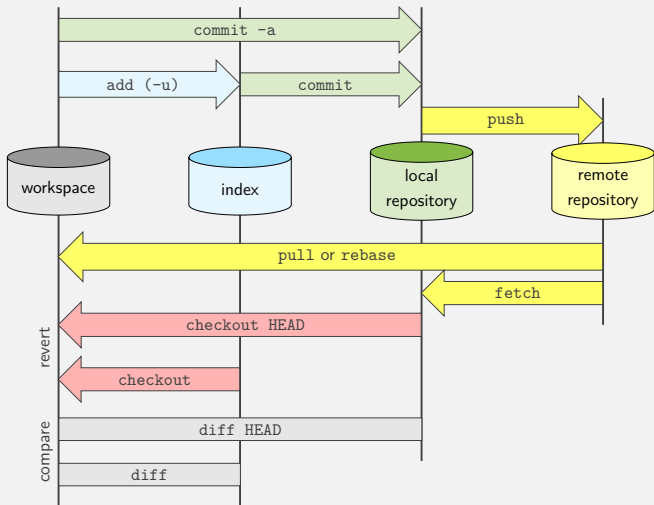 commit -a
add (-u)
commit
push
workspace
index
local
repository
remote
repository
pull or rebase
fetch
revert
checkout HEAD
checkout
compare
diff HEAD
diff